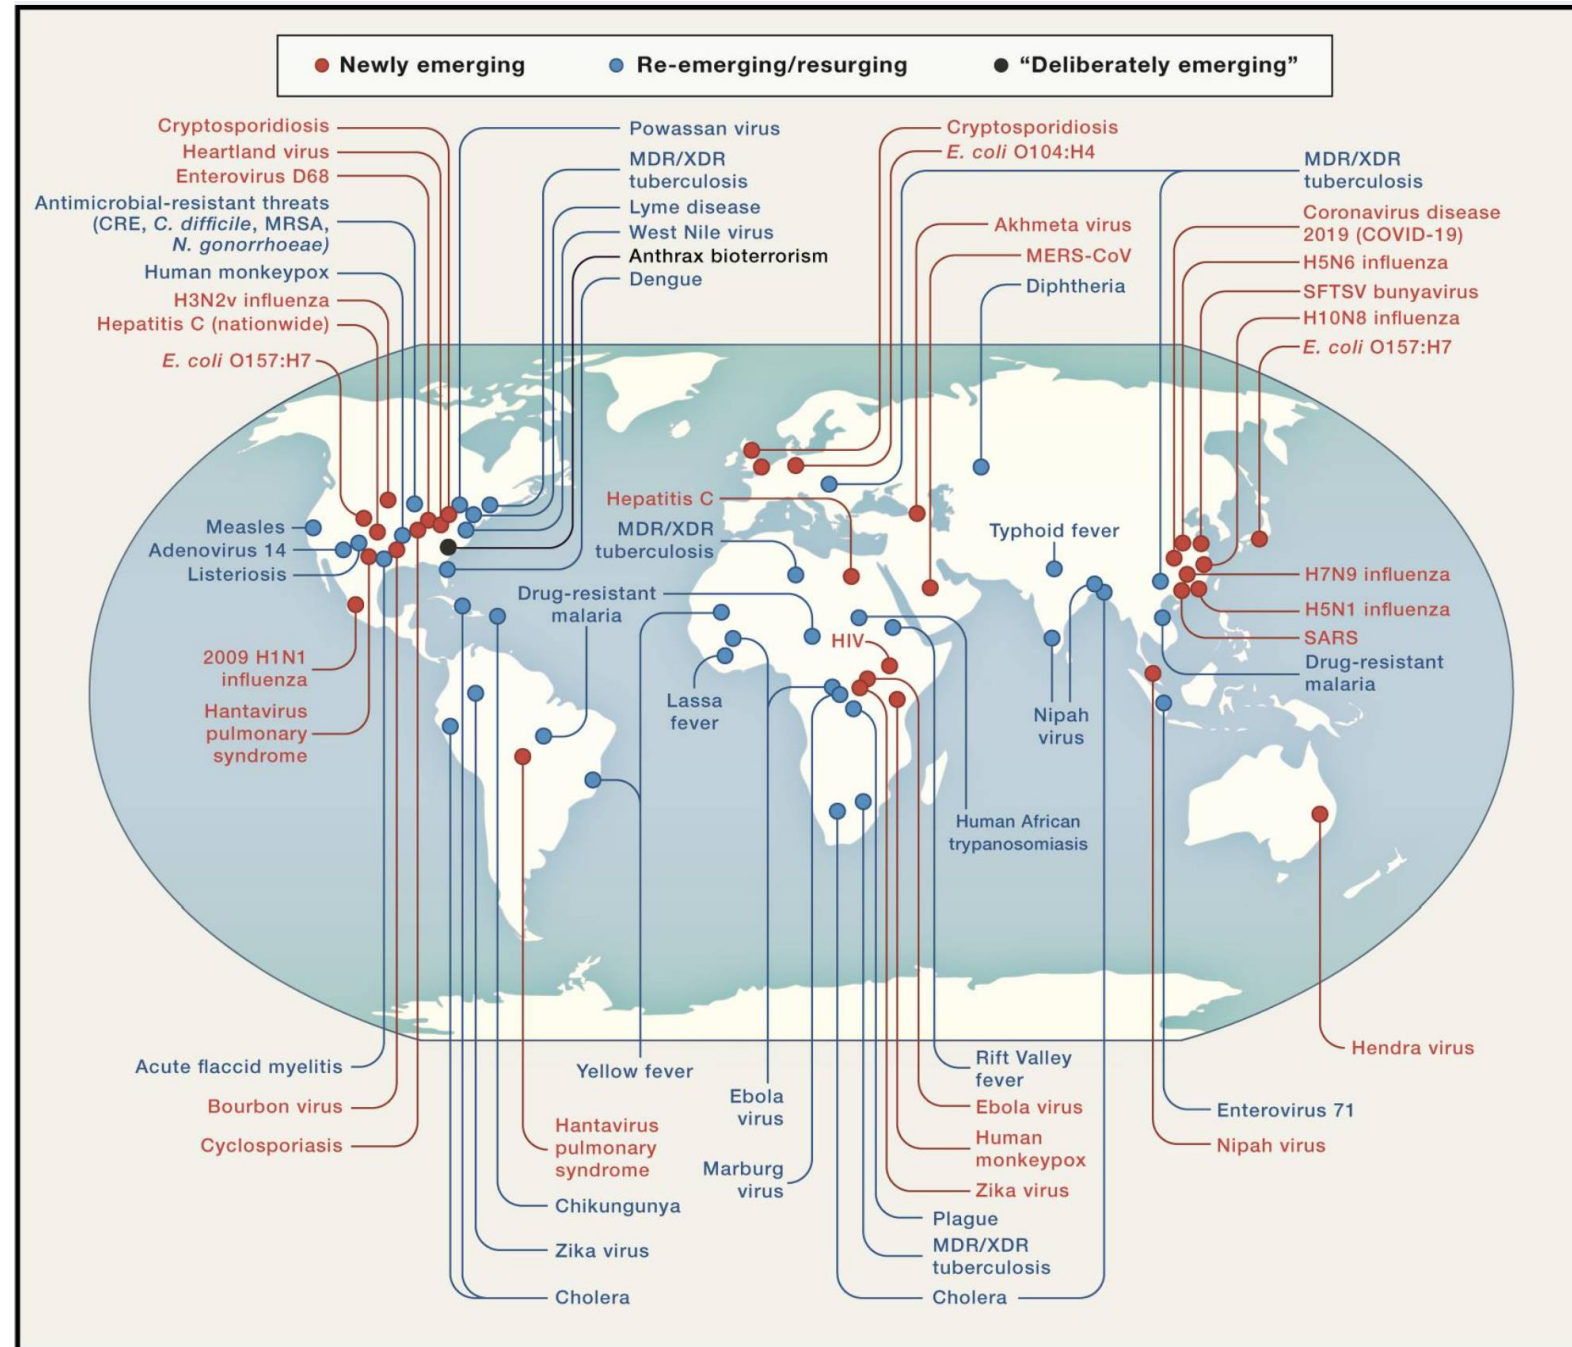 Newly emerging
Re-emerging/resurging
“Deliberately emerging”
Cryptosporidiosis
Heartland virus
Enterovirus D68
Antimicrobial-resistant threats
(CRE, C. difficile, MRSA,
N. gonorrhoeae)
Human monkeypox
H3N2v influenza
Hepatitis C (nationwide)
E. coli O157:H7
Powassan virus
MDR/XDR
tuberculosis
Lyme disease
West Nile virus
Anthrax bioterrorism
Dengue
Cryptosporidiosis
E. coli O104:H4
Akhmeta virus
MERS-CoV
Diphtheria
MDR/XDR
tuberculosis
Coronavirus disease
2019 (COVID-19)
H5N6 influenza
SFTSV bunyavirus
H10N8 influenza
E. coli O157:H7
Measles
Adenovirus 14
Listeriosis
2009 H1N1
influenza
Hantavirus
pulmonary
syndrome
Hepatitis C
MDR/XDR
tuberculosis
Drug-resistant
malaria
HIV
Lassa
fever
Typhoid fever
Nipah
virus
Human African
trypanosomiasis
H7N9 influenza
H5N1 influenza
SARS
Drug-resistant
malaria
Acute flaccid myelitis
Bourbon virus
Cyclosporiasis
Yellow fever
Hantavirus
pulmonary
syndrome
Chikungunya
Zika virus
Cholera
Ebola
virus
Marburg
virus
Rift Valley
fever
Ebola virus
Human
monkeypox
Zika virus
Plague
MDR/XDR
tuberculosis
Cholera
Hendra virus
Enterovirus 71
Nipah virus